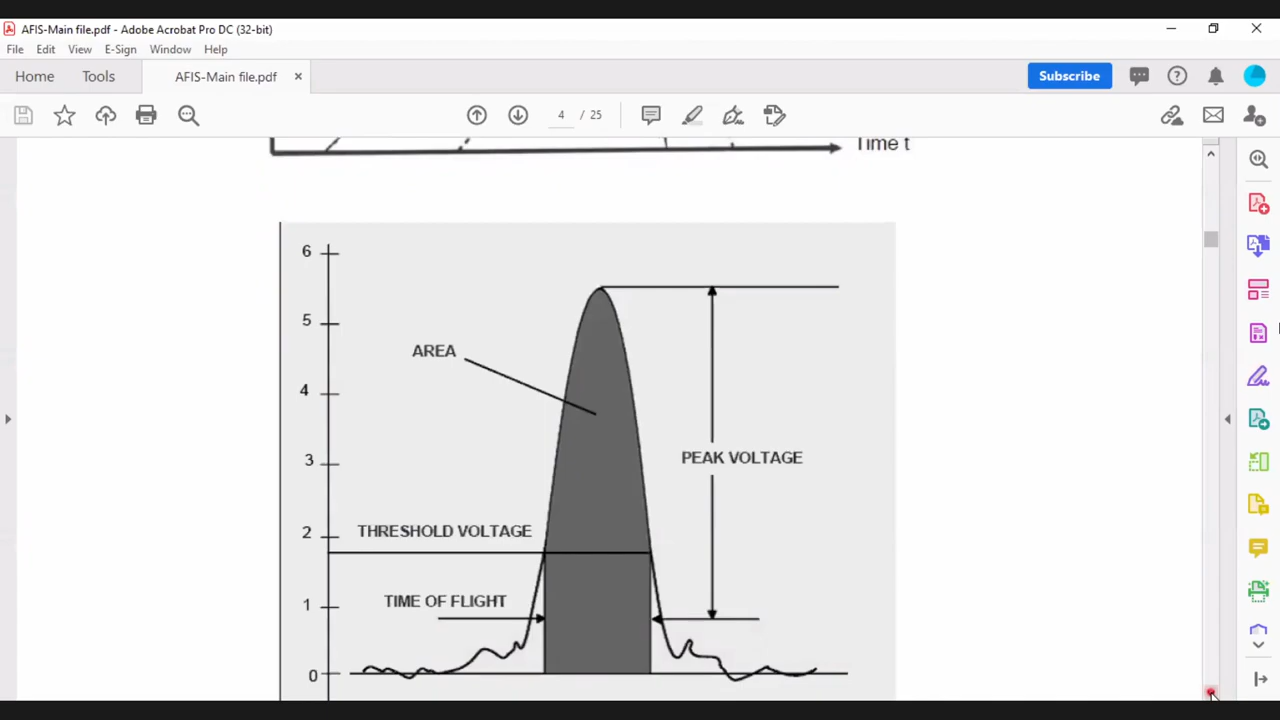 AFIS-Main file.pdf - Adobe Acrobat Pro DC (32-bit)
File Edit View E-Sign Window Help
Home Tools AFIS-Main file.pdf × Subscribe
4 / 25
Time t
6
5
AREA
4
3 PEAK VOLTAGE
2 THRESHOLD VOLTAGE
1 TIME OF FLIGHT
0